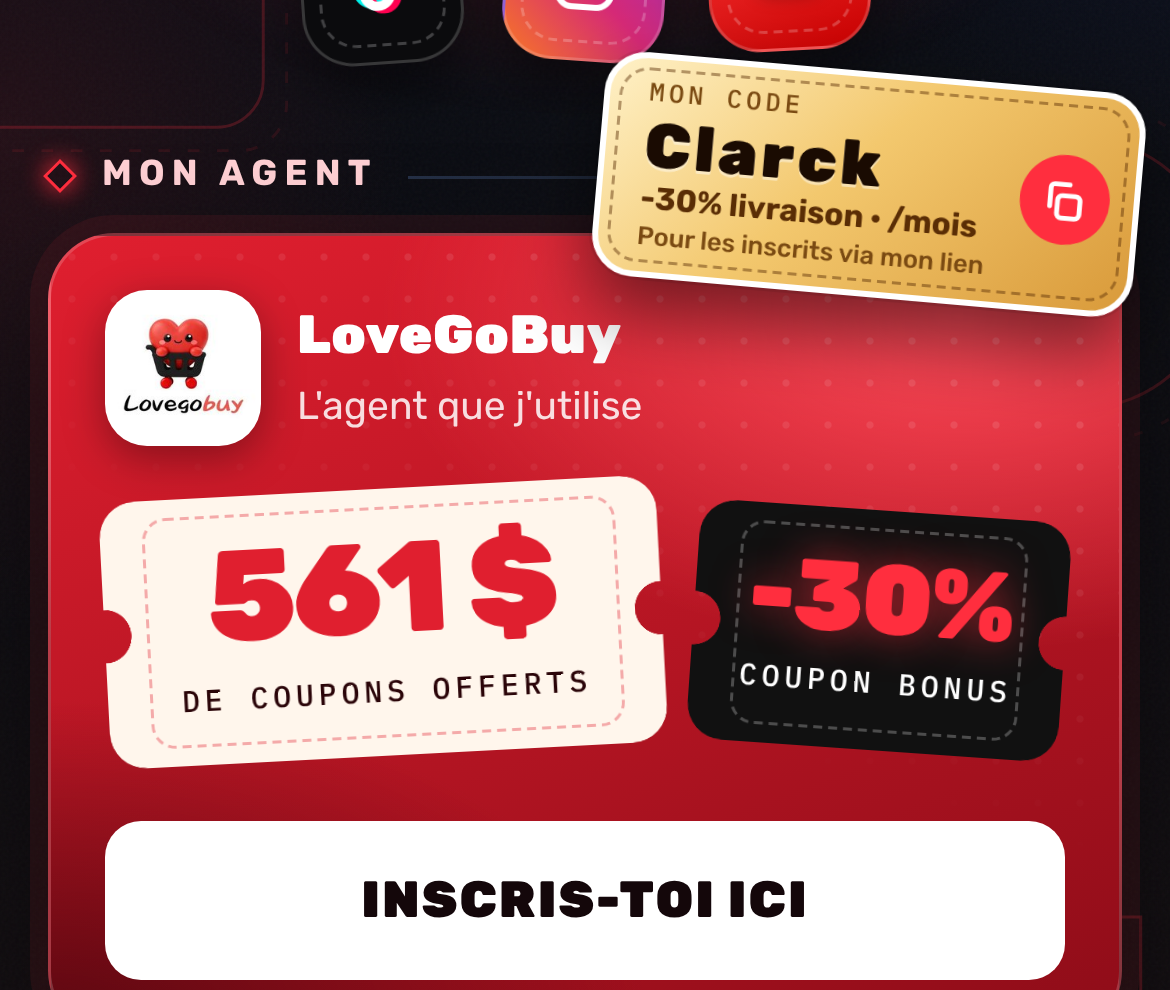 MON CODE
Clarck
-30% livraison • /mois
Pour les inscrits via mon lien
MON AGENT
Lovegobuy
LoveGoBuy
L'agent que j'utilise
561$
DE COUPONS OFFERTS
-30%
COUPON BONUS
INSCRIS-TOI ICI